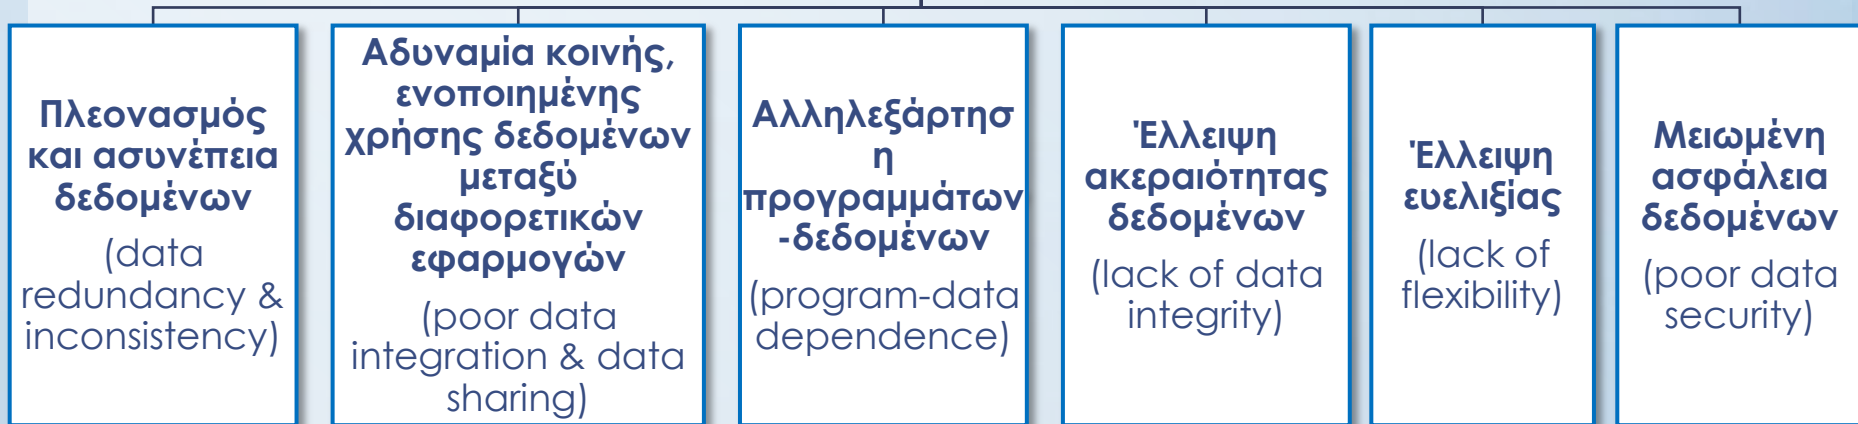 Πλεονασμός
και ασυνέπεια
δεδομένων
(data
redundancy &
inconsistency)
Αδυναμία κοινής,
ενοποιημένης
χρήσης δεδομένων
μεταξύ
διαφορετικών
εφαρμογών
(poor data
integration & data
sharing)
Αλληλεξάρτησ
η
προγραμμάτων
-δεδομένων
(program-data
dependence)
Έλλειψη
ακεραιότητας
δεδομένων
(lack of data
integrity)
Έλλειψη
ευελιξίας
(lack of
flexibility)
Μειωμένη
ασφάλεια
δεδομένων
(poor data
security)